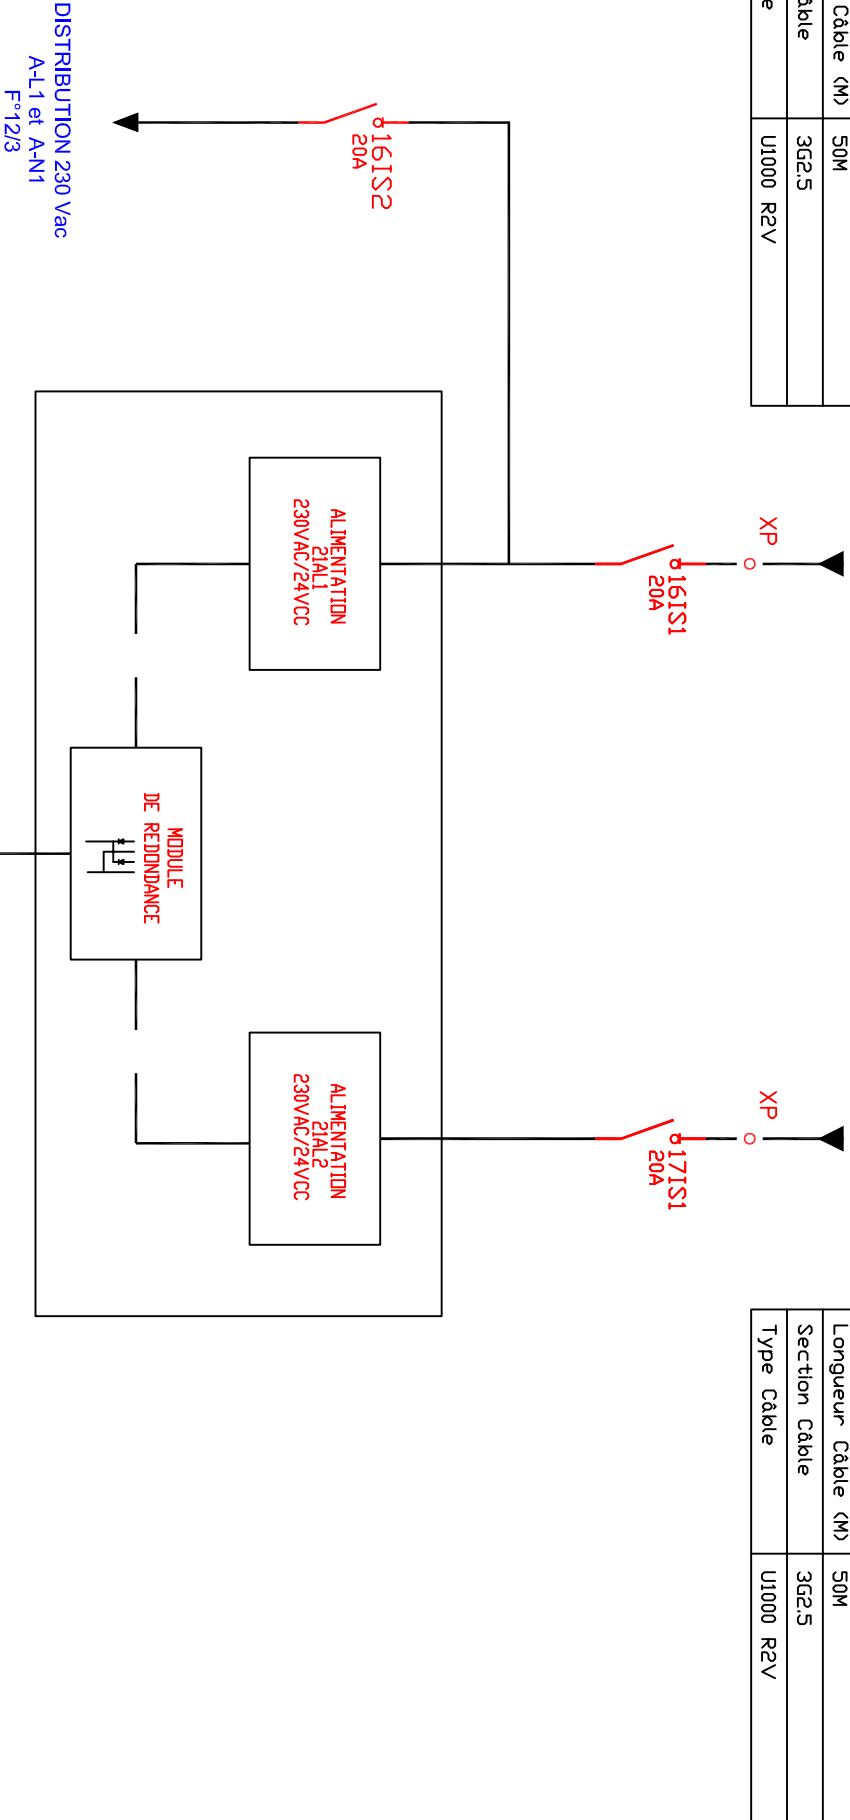 Câble (M) 50M
âble 3G2.5
e U1000 R2V
Longueur Câble (M) 50M
Section Câble 3G2.5
Type Câble U1000 R2V
XP
XP
16IS1
20A
17IS1
20A
16IS2
20A
ALIMENTATION
21AL1
230VAC/24VCC
ALIMENTATION
21AL2
230VAC/24VCC
MODULE
DE REDONDANCE
DISTRIBUTION 230 Vac
A-L1 et A-N1
F°12/3